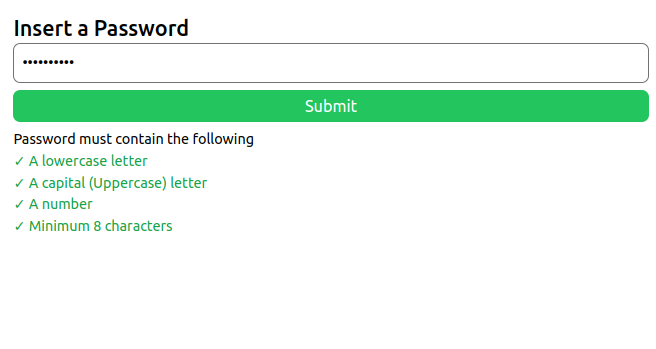 Insert a Password
••••••••••
Submit
Password must contain the following
✓ A lowercase letter
✓ A capital (Uppercase) letter
✓ A number
✓ Minimum 8 characters